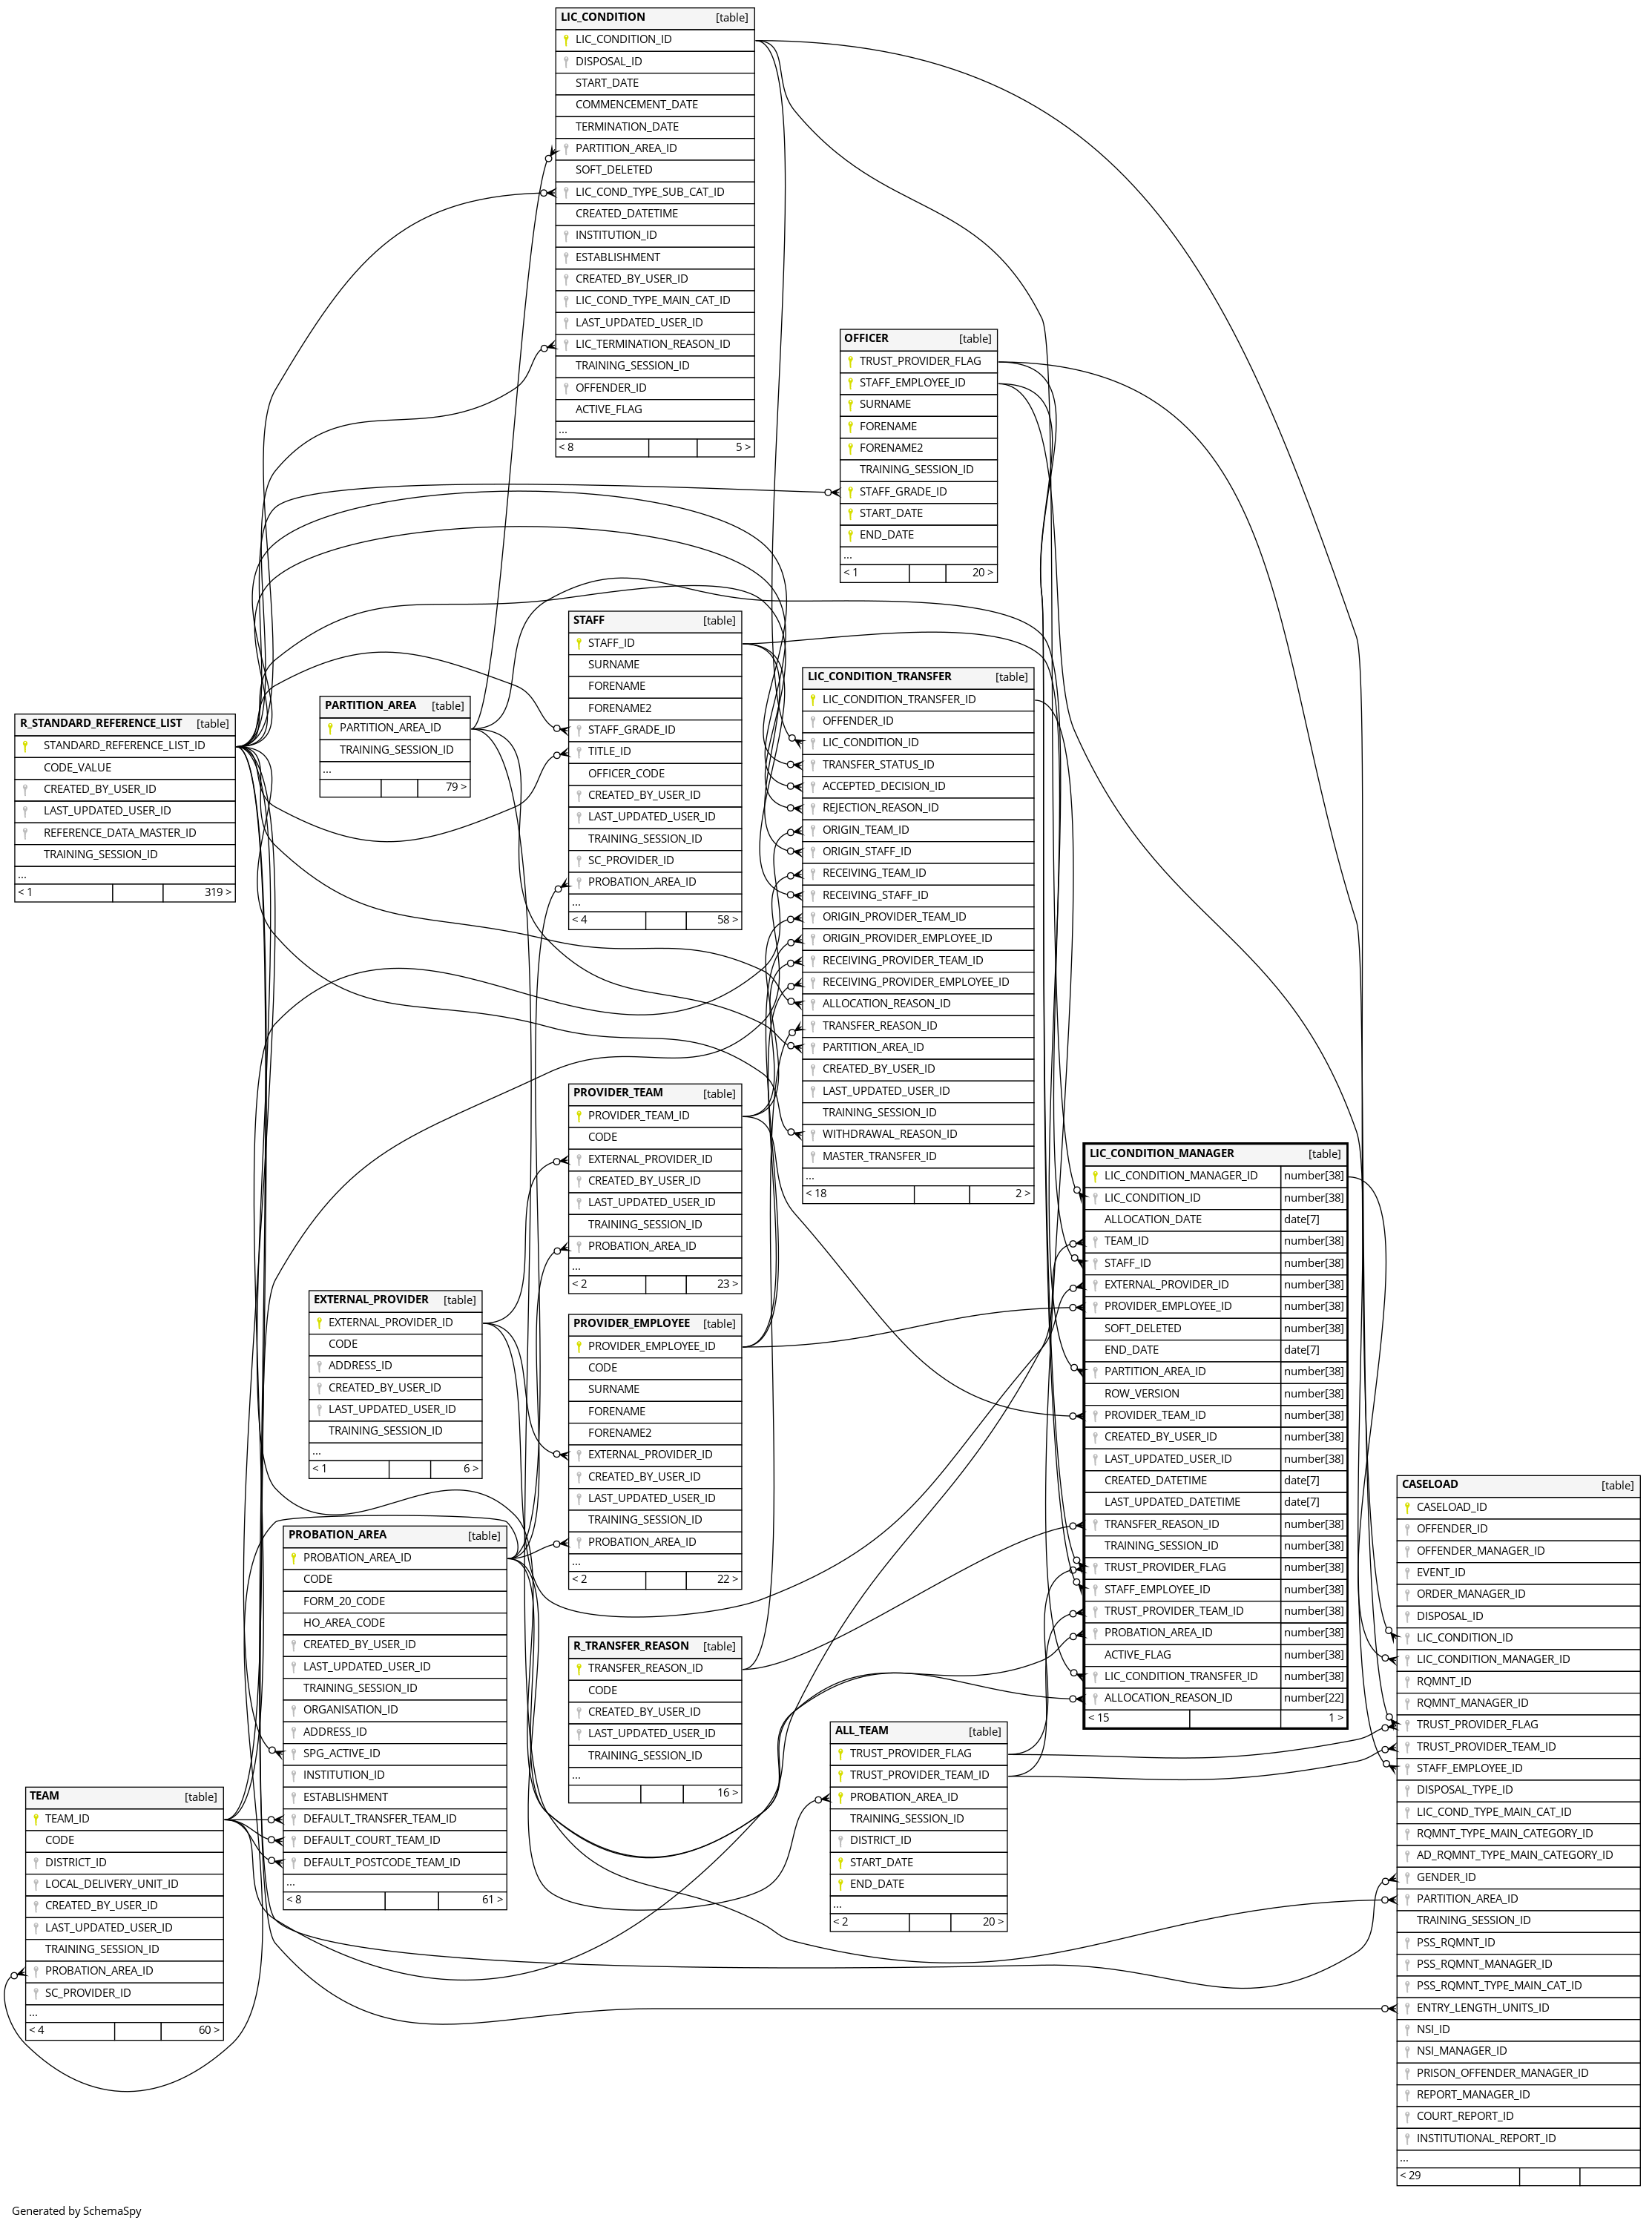 LIC_CONDITION [table]
LIC_CONDITION_ID
DISPOSAL_ID
START_DATE
COMMENCEMENT_DATE
TERMINATION_DATE
PARTITION_AREA_ID
SOFT_DELETED
LIC_COND_TYPE_SUB_CAT_ID
CREATED_DATETIME
INSTITUTION_ID
ESTABLISHMENT
CREATED_BY_USER_ID
LIC_COND_TYPE_MAIN_CAT_ID
LAST_UPDATED_USER_ID
LIC_TERMINATION_REASON_ID
TRAINING_SESSION_ID
OFFENDER_ID
ACTIVE_FLAG
...
< 8 5 >
OFFICER [table]
TRUST_PROVIDER_FLAG
STAFF_EMPLOYEE_ID
SURNAME
FORENAME
FORENAME2
TRAINING_SESSION_ID
STAFF_GRADE_ID
START_DATE
END_DATE
...
< 1 20 >
STAFF [table]
STAFF_ID
SURNAME
FORENAME
FORENAME2
STAFF_GRADE_ID
TITLE_ID
OFFICER_CODE
CREATED_BY_USER_ID
LAST_UPDATED_USER_ID
TRAINING_SESSION_ID
SC_PROVIDER_ID
PROBATION_AREA_ID
...
< 4 58 >
LIC_CONDITION_TRANSFER [table]
LIC_CONDITION_TRANSFER_ID
OFFENDER_ID
LIC_CONDITION_ID
TRANSFER_STATUS_ID
ACCEPTED_DECISION_ID
REJECTION_REASON_ID
ORIGIN_TEAM_ID
ORIGIN_STAFF_ID
RECEIVING_TEAM_ID
RECEIVING_STAFF_ID
ORIGIN_PROVIDER_TEAM_ID
ORIGIN_PROVIDER_EMPLOYEE_ID
RECEIVING_PROVIDER_TEAM_ID
RECEIVING_PROVIDER_EMPLOYEE_ID
ALLOCATION_REASON_ID
TRANSFER_REASON_ID
PARTITION_AREA_ID
CREATED_BY_USER_ID
LAST_UPDATED_USER_ID
TRAINING_SESSION_ID
WITHDRAWAL_REASON_ID
MASTER_TRANSFER_ID
...
< 18 2 >
PARTITION_AREA [table]
PARTITION_AREA_ID
TRAINING_SESSION_ID
...
79 >
R_STANDARD_REFERENCE_LIST [table]
STANDARD_REFERENCE_LIST_ID
CODE_VALUE
CREATED_BY_USER_ID
LAST_UPDATED_USER_ID
REFERENCE_DATA_MASTER_ID
TRAINING_SESSION_ID
...
< 1 319 >
PROVIDER_TEAM [table]
PROVIDER_TEAM_ID
CODE
EXTERNAL_PROVIDER_ID
CREATED_BY_USER_ID
LAST_UPDATED_USER_ID
TRAINING_SESSION_ID
PROBATION_AREA_ID
...
< 2 23 >
LIC_CONDITION_MANAGER [table]
LIC_CONDITION_MANAGER_ID number[38]
LIC_CONDITION_ID number[38]
ALLOCATION_DATE date[7]
TEAM_ID number[38]
STAFF_ID number[38]
EXTERNAL_PROVIDER_ID number[38]
PROVIDER_EMPLOYEE_ID number[38]
SOFT_DELETED number[38]
END_DATE date[7]
PARTITION_AREA_ID number[38]
ROW_VERSION number[38]
PROVIDER_TEAM_ID number[38]
CREATED_BY_USER_ID number[38]
LAST_UPDATED_USER_ID number[38]
CREATED_DATETIME date[7]
LAST_UPDATED_DATETIME date[7]
TRANSFER_REASON_ID number[38]
TRAINING_SESSION_ID number[38]
TRUST_PROVIDER_FLAG number[38]
STAFF_EMPLOYEE_ID number[38]
TRUST_PROVIDER_TEAM_ID number[38]
PROBATION_AREA_ID number[38]
ACTIVE_FLAG number[38]
LIC_CONDITION_TRANSFER_ID number[38]
ALLOCATION_REASON_ID number[22]
< 15 1 >
EXTERNAL_PROVIDER [table]
EXTERNAL_PROVIDER_ID
CODE
ADDRESS_ID
CREATED_BY_USER_ID
LAST_UPDATED_USER_ID
TRAINING_SESSION_ID
...
< 1 6 >
PROVIDER_EMPLOYEE [table]
PROVIDER_EMPLOYEE_ID
CODE
SURNAME
FORENAME
FORENAME2
EXTERNAL_PROVIDER_ID
CREATED_BY_USER_ID
LAST_UPDATED_USER_ID
TRAINING_SESSION_ID
PROBATION_AREA_ID
...
< 2 22 >
CASELOAD [table]
CASELOAD_ID
OFFENDER_ID
OFFENDER_MANAGER_ID
EVENT_ID
ORDER_MANAGER_ID
DISPOSAL_ID
LIC_CONDITION_ID
LIC_CONDITION_MANAGER_ID
RQMNT_ID
RQMNT_MANAGER_ID
TRUST_PROVIDER_FLAG
TRUST_PROVIDER_TEAM_ID
STAFF_EMPLOYEE_ID
DISPOSAL_TYPE_ID
LIC_COND_TYPE_MAIN_CAT_ID
RQMNT_TYPE_MAIN_CATEGORY_ID
AD_RQMNT_TYPE_MAIN_CATEGORY_ID
GENDER_ID
PARTITION_AREA_ID
TRAINING_SESSION_ID
PSS_RQMNT_ID
PSS_RQMNT_MANAGER_ID
PSS_RQMNT_TYPE_MAIN_CAT_ID
ENTRY_LENGTH_UNITS_ID
NSI_ID
NSI_MANAGER_ID
PRISON_OFFENDER_MANAGER_ID
REPORT_MANAGER_ID
COURT_REPORT_ID
INSTITUTIONAL_REPORT_ID
...
< 29
PROBATION_AREA [table]
PROBATION_AREA_ID
CODE
FORM_20_CODE
HO_AREA_CODE
CREATED_BY_USER_ID
LAST_UPDATED_USER_ID
TRAINING_SESSION_ID
ORGANISATION_ID
ADDRESS_ID
SPG_ACTIVE_ID
INSTITUTION_ID
ESTABLISHMENT
DEFAULT_TRANSFER_TEAM_ID
DEFAULT_COURT_TEAM_ID
DEFAULT_POSTCODE_TEAM_ID
...
< 8 61 >
R_TRANSFER_REASON [table]
TRANSFER_REASON_ID
CODE
CREATED_BY_USER_ID
LAST_UPDATED_USER_ID
TRAINING_SESSION_ID
...
16 >
ALL_TEAM [table]
TRUST_PROVIDER_FLAG
TRUST_PROVIDER_TEAM_ID
PROBATION_AREA_ID
TRAINING_SESSION_ID
DISTRICT_ID
START_DATE
END_DATE
...
< 2 20 >
TEAM [table]
TEAM_ID
CODE
DISTRICT_ID
LOCAL_DELIVERY_UNIT_ID
CREATED_BY_USER_ID
LAST_UPDATED_USER_ID
TRAINING_SESSION_ID
PROBATION_AREA_ID
SC_PROVIDER_ID
...
< 4 60 >
Generated by SchemaSpy